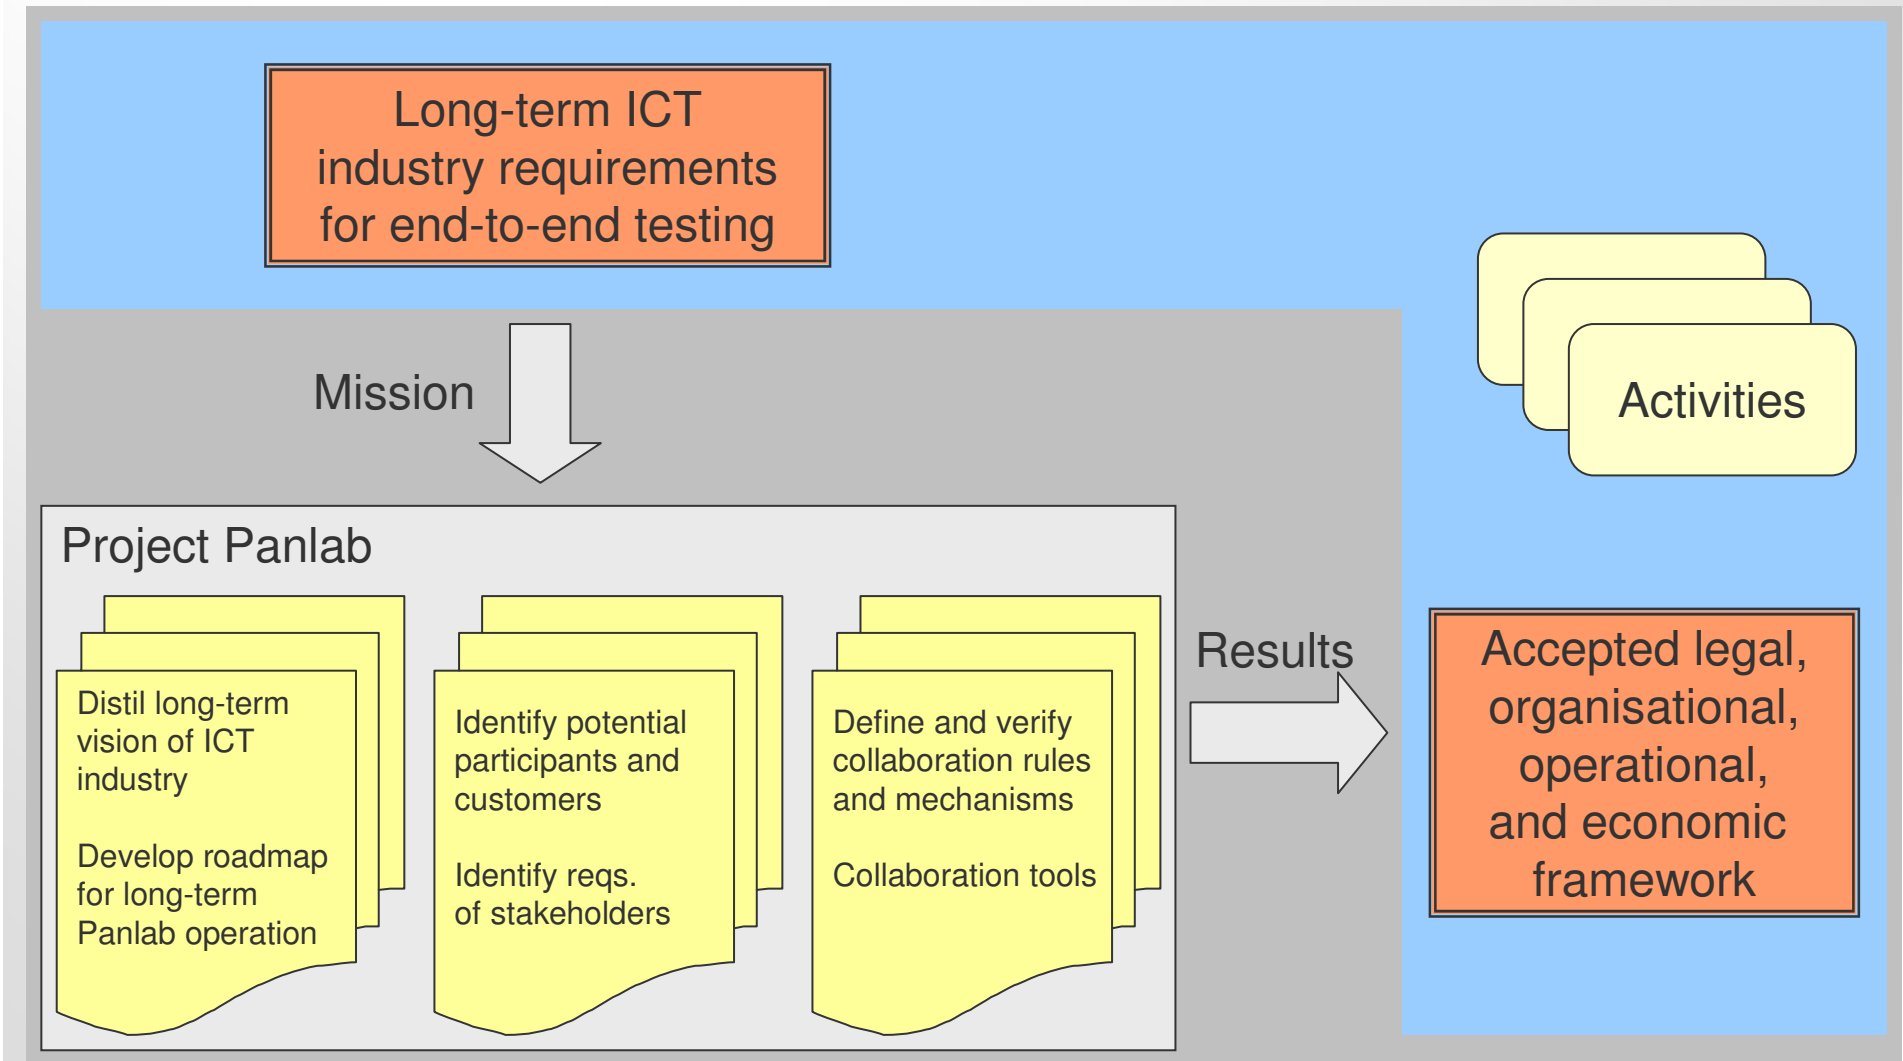 Long-term ICT
industry requirements
for end-to-end testing
Activities
Mission
Project Panlab
Distil long-term
vision of ICT
industry
Develop roadmap
for long-term
Panlab operation
Identify potential
participants and
customers
Identify reqs.
of stakeholders
Define and verify
collaboration rules
and mechanisms
Collaboration tools
Results
Accepted legal,
organisational,
operational,
and economic
framework